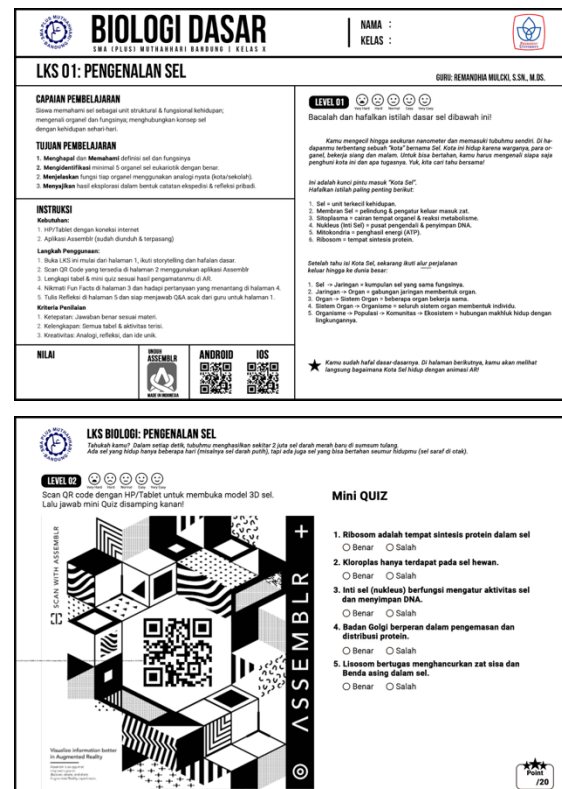 BIOLOGI DASAR
SMA (PLUS) MUTHAHHARI BANDUNG | KELAS X
NAMA :
KELAS :
LKS 01: PENGENALAN SEL
GURU: REMANDHIA MULCKI, S.SN., M.DS.
CAPAIAN PEMBELAJARAN
Siswa memahami sel sebagai unit struktural & fungsional kehidupan;
mengenali organel dan fungsinya; menghubungkan konsep sel
dengan kehidupan sehari-hari.
TUJUAN PEMBELAJARAN
1. Menghapal dan Memahami definisi sel dan fungsinya
2. Mengidentifikasi minimal 5 organel sel eukariotik dengan benar.
3. Menjelaskan fungsi tiap organel menggunakan analogi nyata (kota/sekolah).
4. Menyajikan hasil eksplorasi dalam bentuk catatan ekspedisi & refleksi pribadi.
INSTRUKSI
Kebutuhan:
1. HP/Tablet dengan koneksi internet
2. Aplikasi Assemblr (sudah diunduh & terpasang)
Langkah Penggunaan:
1. Buka LKS ini mulai dari halaman 1, ikuti storytelling dan hafalan dasar.
2. Scan QR Code yang tersedia di halaman 2 menggunakan aplikasi Assemblr
3. Lengkapi tabel & mini quiz sesuai hasil pengamatanmu di AR.
4. Nikmati Fun Facts di halaman 3 dan hadapi pertanyaan yang menantang di halaman 4.
5. Tulis Refleksi di halaman 5 dan siap menjawab Q&A acak dari guru untuk halaman 1.
Kriteria Penilaian
1. Ketepatan: Jawaban benar sesuai materi.
2. Kelengkapan: Semua tabel & aktivitas terisi.
3. Kreativitas: Analogi, refleksi, dan ide unik.
NILAI
UNDUH
ASSEMBLR
MADE IN INDONESIA
ANDROID
IOS
LEVEL 01
Very Hard Hard Normal Easy Very Easy
Bacalah dan hafalkan istilah dasar sel dibawah ini!
Kamu mengecil hingga seukuran nanometer dan memasuki tubuhmu sendiri. Di ha-
dapanmu terbentang sebuah "kota" bernama Sel. Kota ini hidup karena warganya, para or-
ganel, bekerja siang dan malam. Untuk bisa bertahan, kamu harus mengenali siapa saja
penghuni kota ini dan apa tugasnya. Yuk, kita cari tahu bersama!
Ini adalah kunci pintu masuk "Kota Sel".
Hafalkan istilah paling penting berikut:
1. Sel = unit terkecil kehidupan.
2. Membran Sel = pelindung & pengatur keluar masuk zat.
3. Sitoplasma = cairan tempat organel & reaksi metabolisme.
4. Nukleus (Inti Sel) = pusat pengendali & penyimpan DNA.
5. Mitokondria = penghasil energi (ATP).
6. Ribosom = tempat sintesis protein.
Setelah tahu isi Kota Sel, sekarang ikuti alur perjalanan
keluar hingga ke dunia besar:
1. Sel -> Jaringan = kumpulan sel yang sama fungsinya.
2. Jaringan -> Organ = gabungan jaringan membentuk organ.
3. Organ -> Sistem Organ = beberapa organ bekerja sama.
4. Sistem Organ -> Organisme = seluruh sistem organ membentuk individu.
5. Organisme -> Populasi -> Komunitas -> Ekosistem = hubungan makhluk hidup dengan
lingkungannya.
Kamu sudah hafal dasar-dasarnya. Di halaman berikutnya, kamu akan melihat
langsung bagaimana Kota Sel hidup dengan animasi AR!
LKS BIOLOGI: PENGENALAN SEL
Tahukah kamu? Dalam setiap detik, tubuhmu menghasilkan sekitar 2 juta sel darah merah baru di sumsum tulang.
Ada sel yang hidup hanya beberapa hari (misalnya sel darah putih), tapi ada juga sel yang bisa bertahan seumur hidupmu (sel saraf di otak).
LEVEL 02
Very Hard Hard Normal Easy Very Easy
Scan QR code dengan HP/Tablet untuk membuka model 3D sel.
Lalu jawab mini Quiz disamping kanan!
SCAN WITH ASSEMBLR
ASSEMBLR
Visualize information better
in Augmented Reality
Mini QUIZ
1. Ribosom adalah tempat sintesis protein dalam sel
Benar Salah
2. Kloroplas hanya terdapat pada sel hewan.
Benar Salah
3. Inti sel (nukleus) berfungsi mengatur aktivitas sel
dan menyimpan DNA.
Benar Salah
4. Badan Golgi berperan dalam pengemasan dan
distribusi protein.
Benar Salah
5. Lisosom bertugas menghancurkan zat sisa dan
Benda asing dalam sel.
Benar Salah
Point
/20